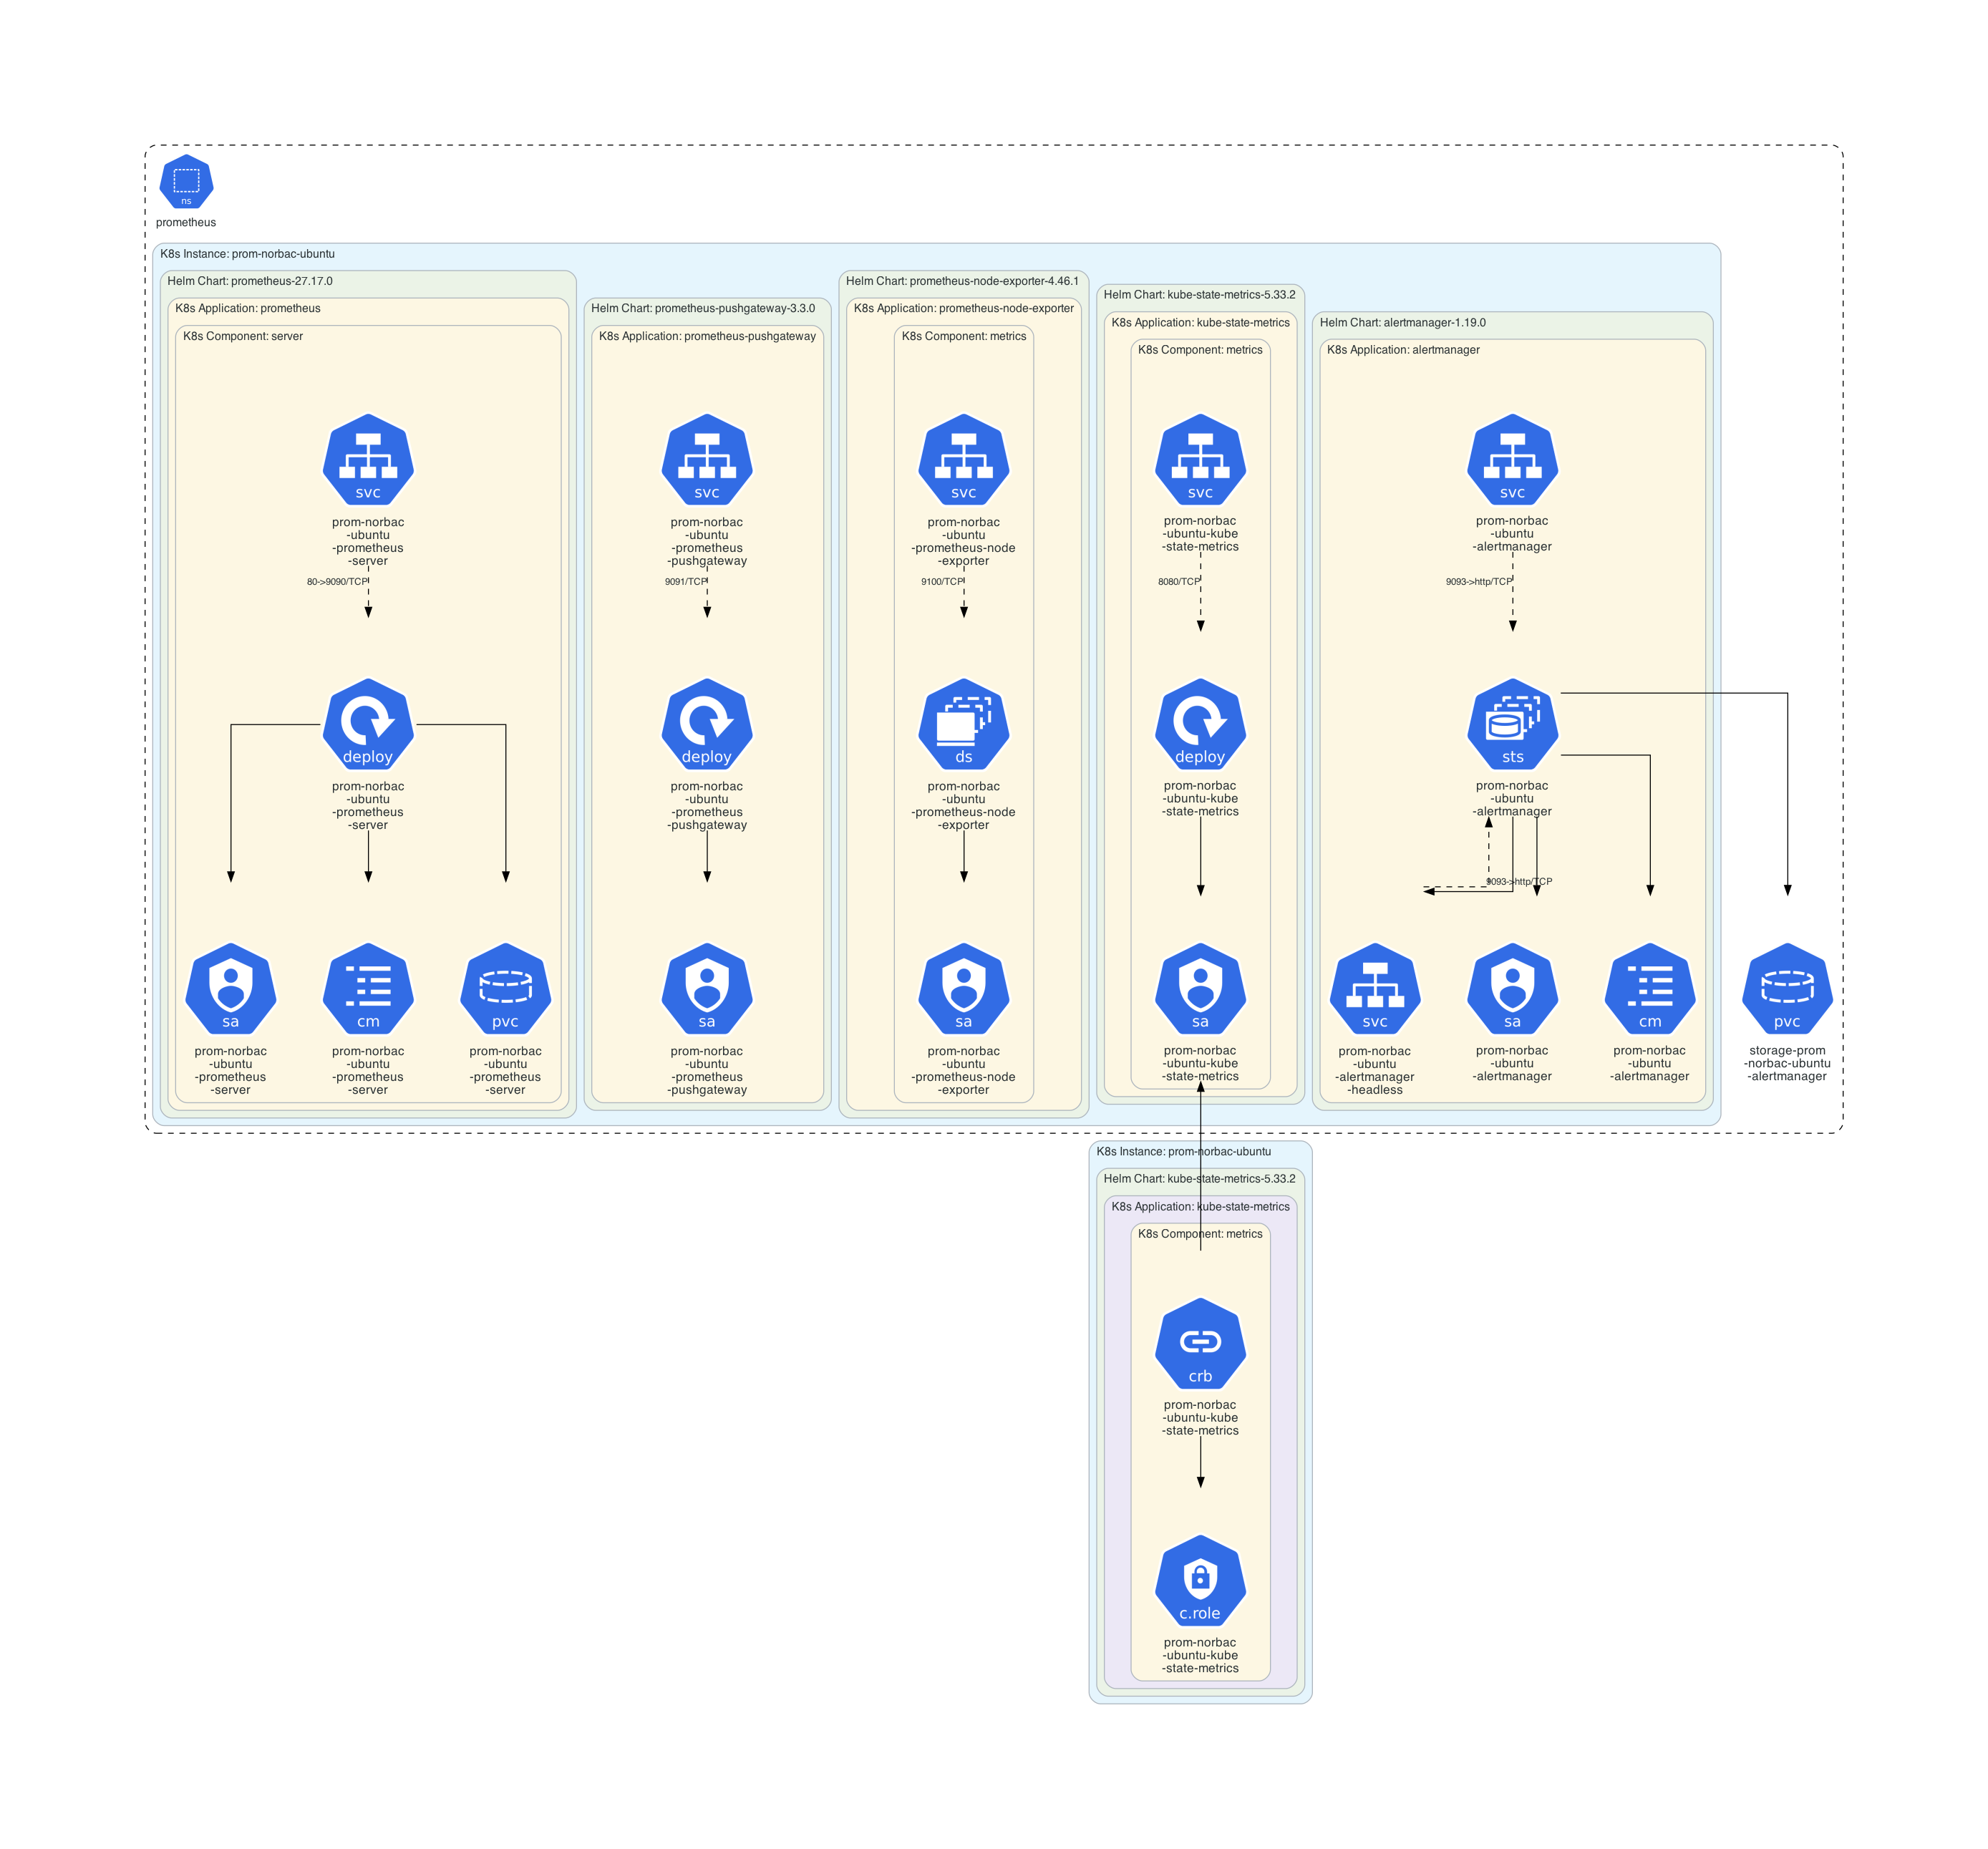 ns
prometheus
K8s Instance: prom-norbac-ubuntu
Helm Chart: prometheus-27.17.0
K8s Application: prometheus
K8s Component: server
svc
prom-norbac
-ubuntu
-prometheus
-server
80->9090/TCP
deploy
prom-norbac
-ubuntu
-prometheus
-server
sa
prom-norbac
-ubuntu
-prometheus
-server
cm
prom-norbac
-ubuntu
-prometheus
-server
pvc
prom-norbac
-ubuntu
-prometheus
-server
Helm Chart: prometheus-pushgateway-3.3.0
K8s Application: prometheus-pushgateway
svc
prom-norbac
-ubuntu
-prometheus
-pushgateway
9091/TCP
deploy
prom-norbac
-ubuntu
-prometheus
-pushgateway
sa
prom-norbac
-ubuntu
-prometheus
-pushgateway
Helm Chart: prometheus-node-exporter-4.46.1
K8s Application: prometheus-node-exporter
K8s Component: metrics
svc
prom-norbac
-ubuntu
-prometheus-node
-exporter
9100/TCP
ds
prom-norbac
-ubuntu
-prometheus-node
-exporter
sa
prom-norbac
-ubuntu
-prometheus-node
-exporter
Helm Chart: kube-state-metrics-5.33.2
K8s Application: kube-state-metrics
K8s Component: metrics
svc
prom-norbac
-ubuntu-kube
-state-metrics
8080/TCP
deploy
prom-norbac
-ubuntu-kube
-state-metrics
sa
prom-norbac
-ubuntu-kube
-state-metrics
Helm Chart: alertmanager-1.19.0
K8s Application: alertmanager
svc
prom-norbac
-ubuntu
-alertmanager
9093->http/TCP
sts
prom-norbac
-ubuntu
-alertmanager
9093->http/TCP
svc
prom-norbac
-ubuntu
-alertmanager
-headless
sa
prom-norbac
-ubuntu
-alertmanager
cm
prom-norbac
-ubuntu
-alertmanager
pvc
storage-prom
-norbac-ubuntu
-alertmanager
K8s Instance: prom-norbac-ubuntu
Helm Chart: kube-state-metrics-5.33.2
K8s Application: kube-state-metrics
K8s Component: metrics
crb
prom-norbac
-ubuntu-kube
-state-metrics
c.role
prom-norbac
-ubuntu-kube
-state-metrics